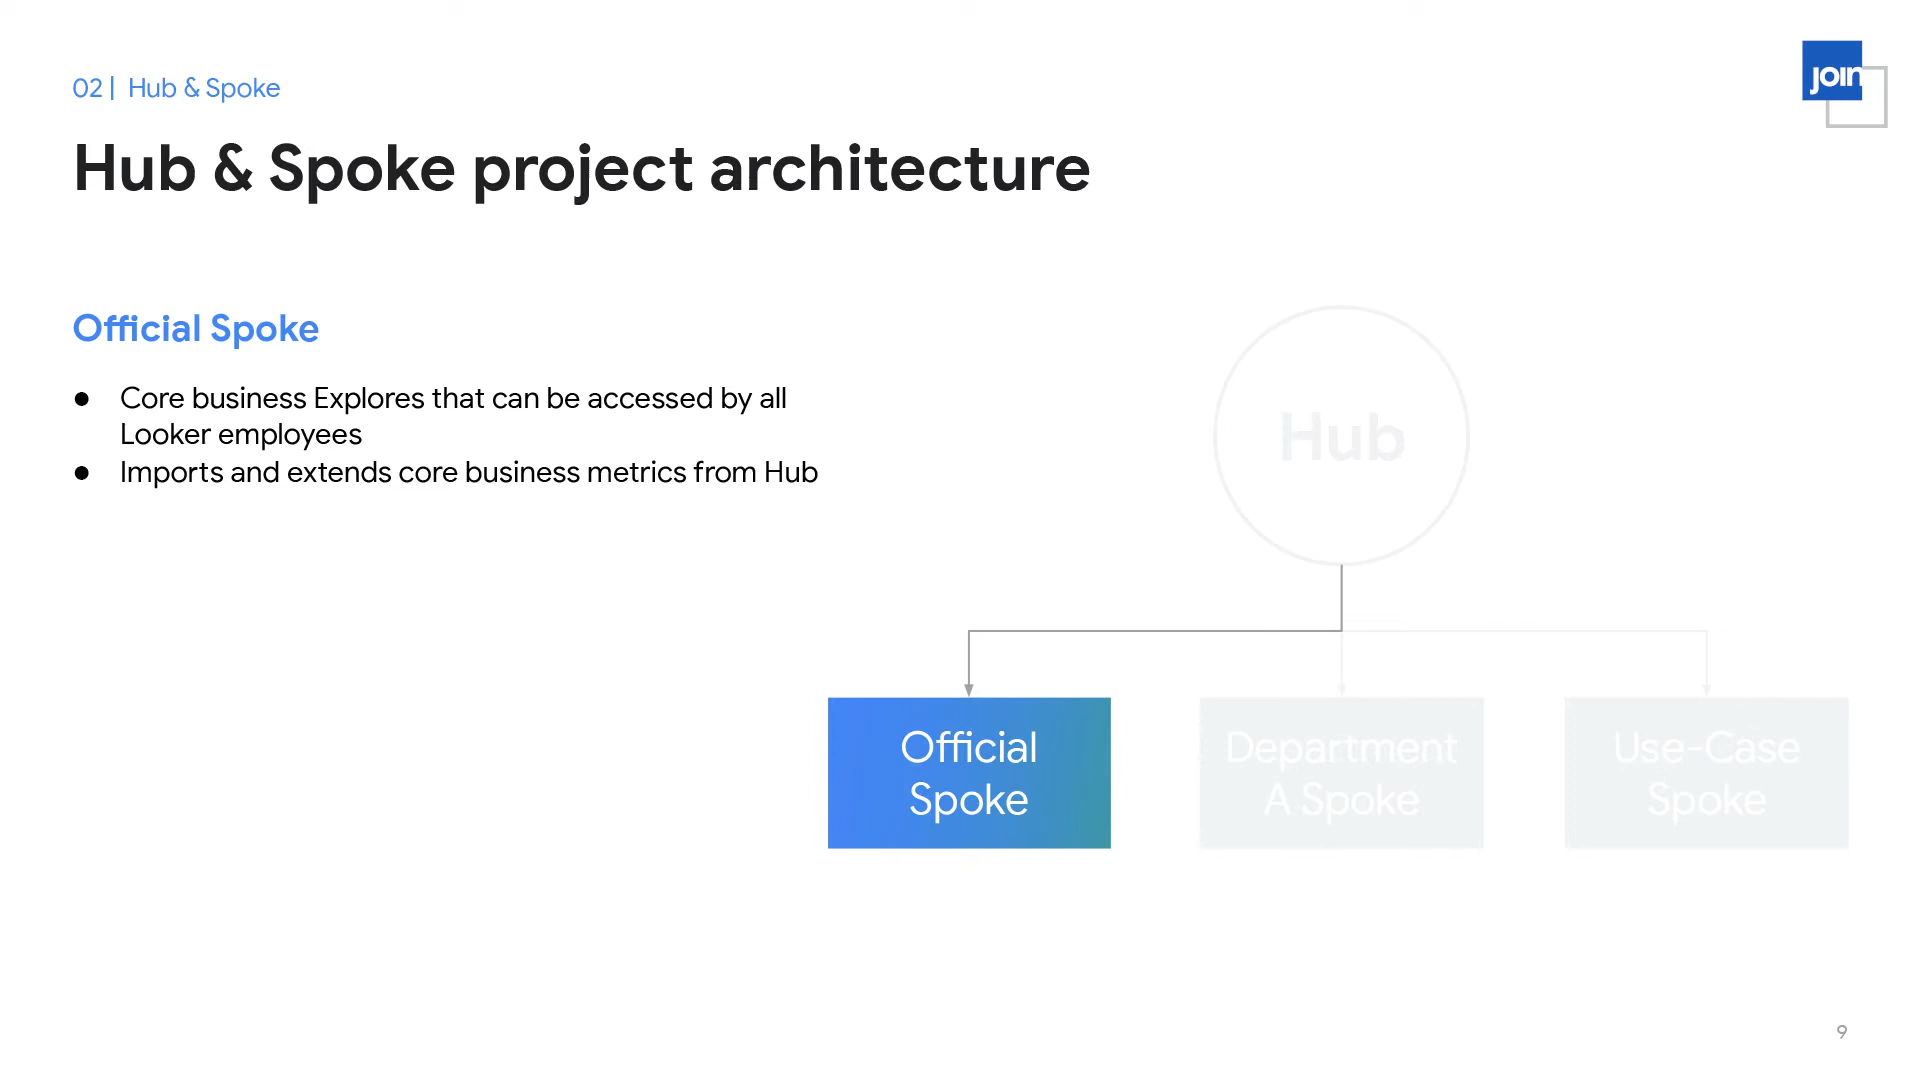 02 | Hub & Spoke
join
Hub & Spoke project architecture
Official Spoke
● Core business Explores that can be accessed by all
Looker employees
● Imports and extends core business metrics from Hub
Hub
Official
Spoke
Department
A Spoke
Use-Case
Spoke
9